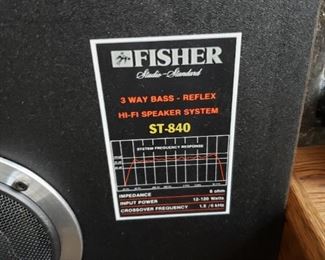 FISHER
Studio-Standard
3 WAY BASS - REFLEX
HI-FI SPEAKER SYSTEM
ST-840
SYSTEM FREQUENCY RESPONSE
IMPEDANCE 8 ohm
INPUT POWER 12-120 Watts
CROSSOVER FREQUENCY 1.5 / 5 kHz